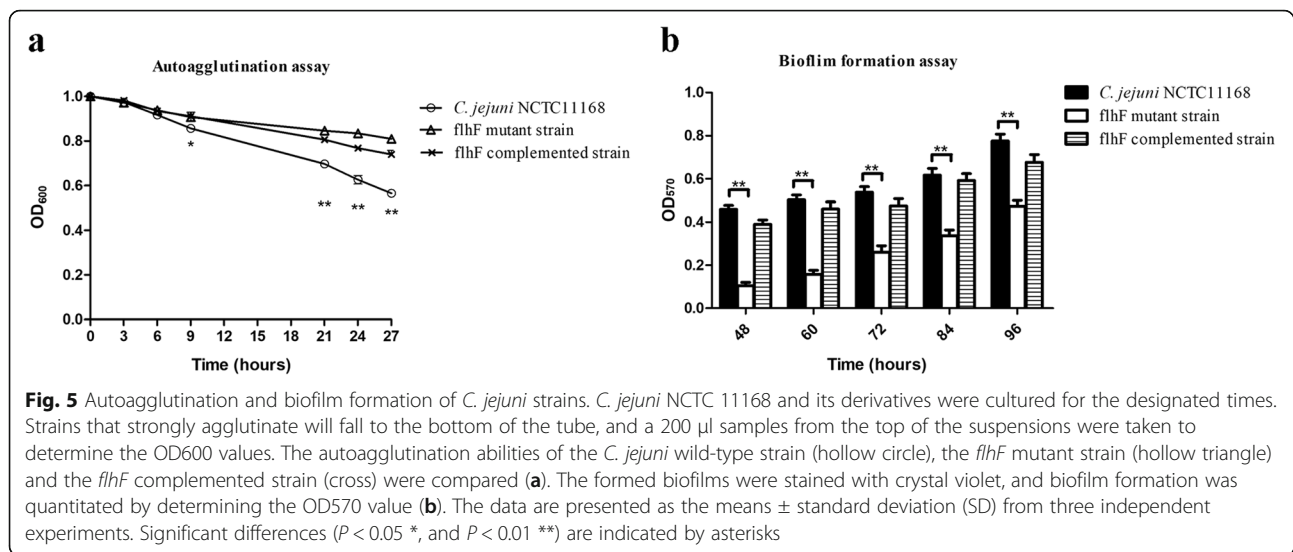 a
Autoagglutination assay
1.0
0.8
0.6
0.4
0.2
0.0
OD600
0 3 6 9 12 15 18 21 24 27
Time (hours)
*
**
**
**
C. jejuni NCTC11168
flhF mutant strain
flhF complemented strain
b
Bioflim formation assay
1.0
0.8
0.6
0.4
0.2
0.0
OD570
**
**
**
**
**
48 60 72 84 96
Time (hours)
C. jejuni NCTC11168
flhF mutant strain
flhF complemented strain
Fig. 5 Autoagglutination and biofilm formation of C. jejuni strains. C. jejuni NCTC 11168 and its derivatives were cultured for the designated times.
Strains that strongly agglutinate will fall to the bottom of the tube, and a 200 μl samples from the top of the suspensions were taken to
determine the OD600 values. The autoagglutination abilities of the C. jejuni wild-type strain (hollow circle), the flhF mutant strain (hollow triangle)
and the flhF complemented strain (cross) were compared (a). The formed biofilms were stained with crystal violet, and biofilm formation was
quantitated by determining the OD570 value (b). The data are presented as the means ± standard deviation (SD) from three independent
experiments. Significant differences (P < 0.05 *, and P < 0.01 **) are indicated by asterisks